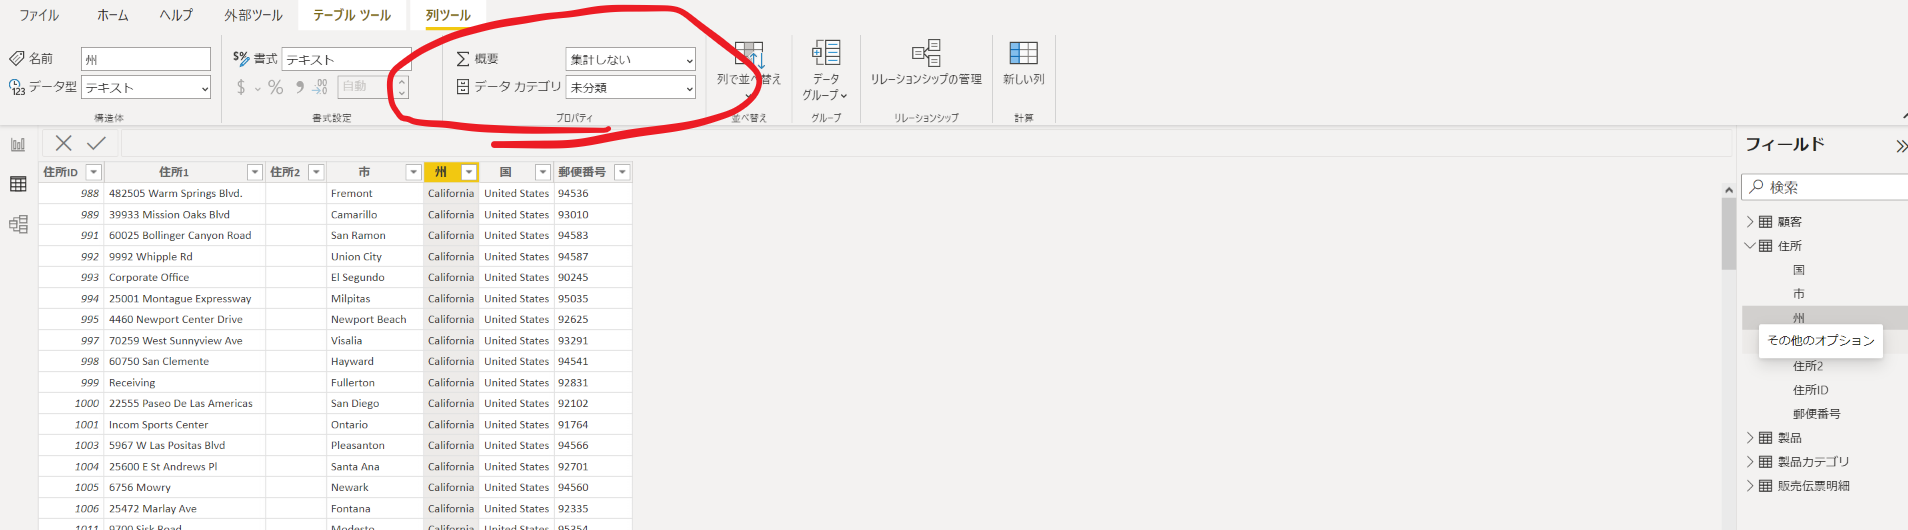 ファイル ホーム ヘルプ 外部ツール テーブル ツール 列ツール
名前 州
データ型 テキスト
構造体
$% 書式 テキスト
$ % 自動
書式設定
概要 集計しない
データ カテゴリ 未分類
プロパティ
列で並べ替え
並べ替え
データ
グループ
グループ
リレーションシップの管理
リレーションシップ
新しい列
計算
住所ID 住所1 住所2 市 州 国 郵便番号
988 482505 Warm Springs Blvd. Fremont California United States 94536
989 39933 Mission Oaks Blvd Camarillo California United States 93010
991 60025 Bollinger Canyon Road San Ramon California United States 94583
992 9992 Whipple Rd Union City California United States 94587
993 Corporate Office El Segundo California United States 90245
994 25001 Montague Expressway Milpitas California United States 95035
995 4460 Newport Center Drive Newport Beach California United States 92625
997 70259 West Sunnyview Ave Visalia California United States 93291
998 60750 San Clemente Hayward California United States 94541
999 Receiving Fullerton California United States 92831
1000 22555 Paseo De Las Americas San Diego California United States 92102
1001 Incom Sports Center Ontario California United States 91764
1003 5967 W Las Positas Blvd Pleasanton California United States 94566
1004 25600 E St Andrews Pl Santa Ana California United States 92701
1005 6756 Mowry Newark California United States 94560
1006 25472 Marlay Ave Fontana California United States 92335
1011 9700 Sisk Road Modesto California United States 95354
フィールド
検索
顧客
住所
国
市
州
その他のオプション
住所2
住所ID
郵便番号
製品
製品カテゴリ
販売伝票明細